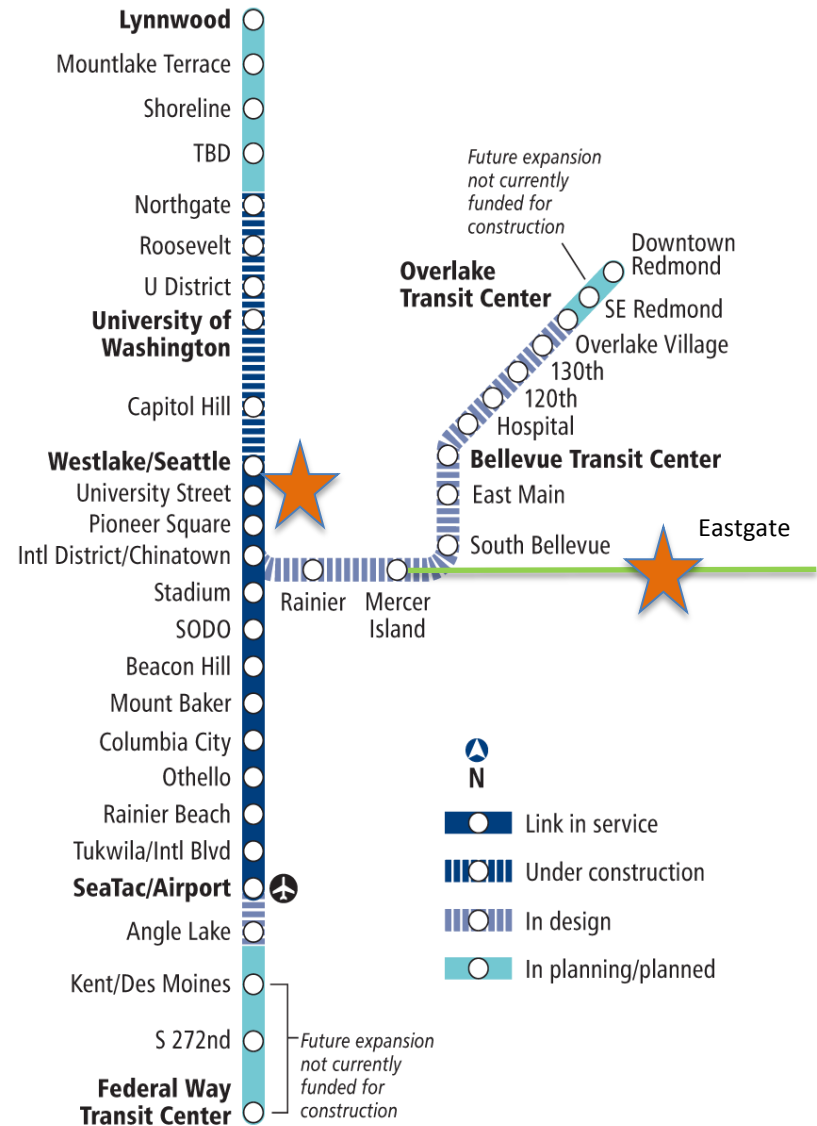 Lynnwood
Mountlake Terrace
Shoreline
TBD
Northgate
Roosevelt
U District
University of
Washington
Capitol Hill
Westlake/Seattle
University Street
Pioneer Square
Intl District/Chinatown
Stadium
SODO
Beacon Hill
Mount Baker
Columbia City
Othello
Rainier Beach
Tukwila/Intl Blvd
SeaTac/Airport
Angle Lake
Kent/Des Moines
S 272nd
Federal Way
Transit Center
Future expansion
not currently
funded for
construction
Future expansion
not currently
funded for
construction
Downtown
Redmond
Overlake
Transit Center
SE Redmond
Overlake Village
130th
120th
Hospital
Bellevue Transit Center
East Main
South Bellevue
Eastgate
Rainier
Mercer
Island
N
Link in service
Under construction
In design
In planning/planned